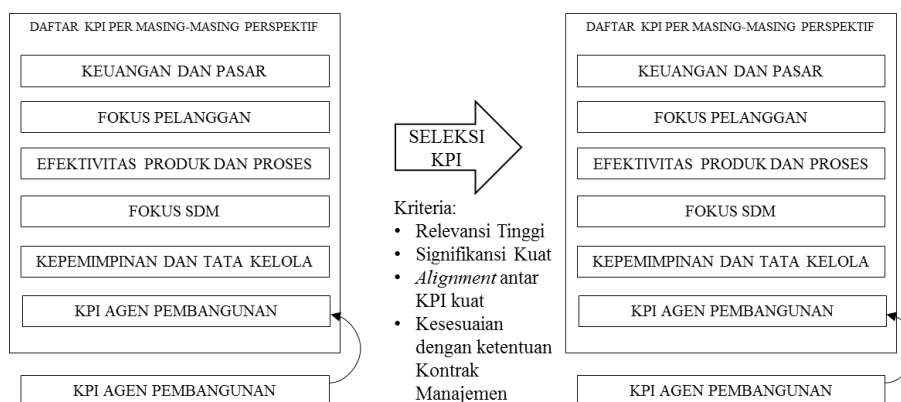 DAFTAR KPI PER MASING-MASING PERSPEKTIF
KEUANGAN DAN PASAR
FOKUS PELANGGAN
EFEKTIVITAS PRODUK DAN PROSES
FOKUS SDM
KEPEMIMPINAN DAN TATA KELOLA
KPI AGEN PEMBANGUNAN
KPI AGEN PEMBANGUNAN
SELEKSI
KPI
Kriteria:
• Relevansi Tinggi
• Signifikansi Kuat
• Alignment antar
KPI kuat
• Kesesuaian
dengan ketentuan
Kontrak
Manajemen
DAFTAR KPI PER MASING-MASING PERSPEKTIF
KEUANGAN DAN PASAR
FOKUS PELANGGAN
EFEKTIVITAS PRODUK DAN PROSES
FOKUS SDM
KEPEMIMPINAN DAN TATA KELOLA
KPI AGEN PEMBANGUNAN
KPI AGEN PEMBANGUNAN